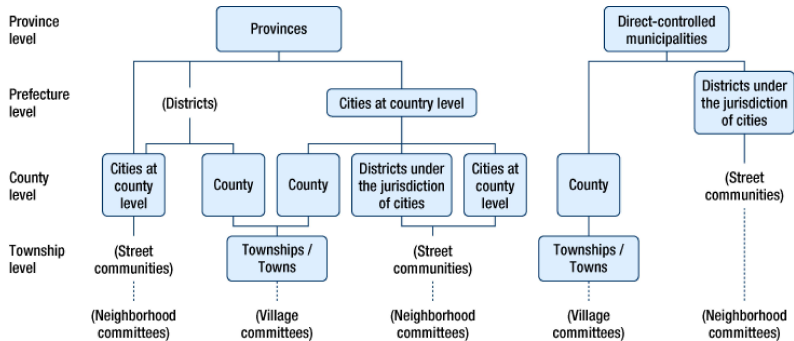 Province
level
Provinces
Direct-controlled
municipalities
Prefecture
level
(Districts)
Cities at country level
Districts under
the jurisdiction
of cities
County
level
Cities at
county
level
County
County
Districts under
the jurisdiction
of cities
Cities at
county
level
County
(Street
communities)
Township
level
(Street
communities)
Townships /
Towns
(Street
communities)
Townships /
Towns
(Neighborhood
committees)
(Village
committees)
(Neighborhood
committees)
(Village
committees)
(Neighborhood
committees)